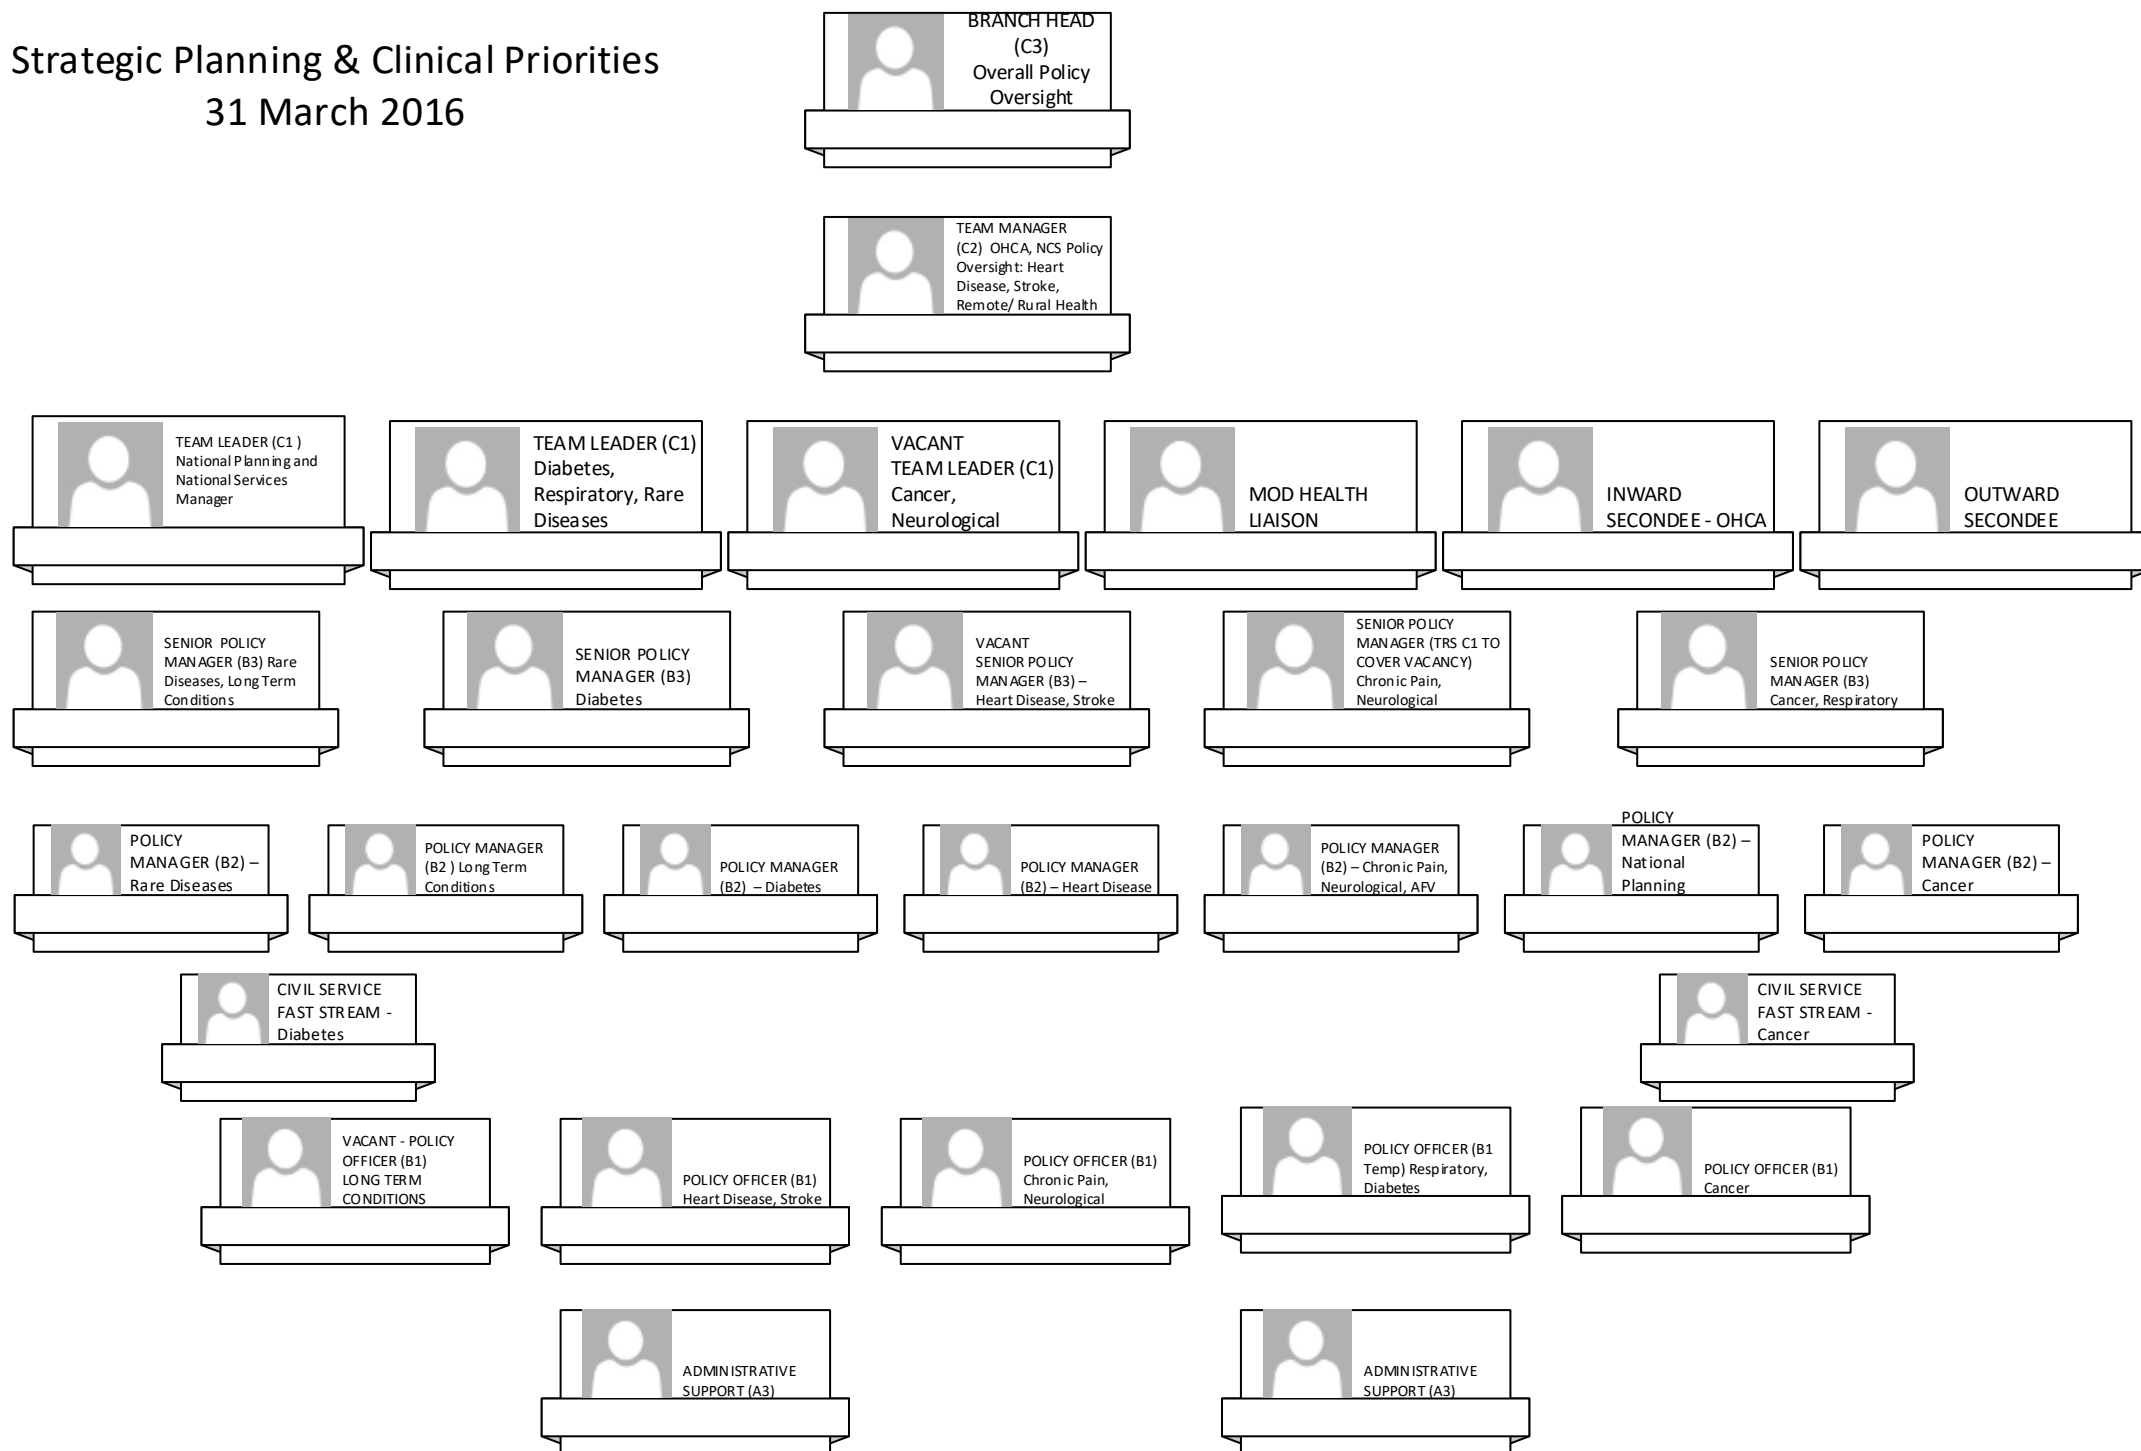 Strategic Planning & Clinical Priorities
31 March 2016
BRANCH HEAD
(C3)
Overall Policy
Oversight
TEAM MANAGER
(C2) OHCA, NCS Policy
Oversight: Heart
Disease, Stroke,
Remote/ Rural Health
TEAM LEADER (C1 )
National Planning and
National Services
Manager
TEAM LEADER (C1)
Diabetes,
Respiratory, Rare
Diseases
VACANT
TEAM LEADER (C1)
Cancer,
Neurological
MOD HEALTH
LIAISON
INWARD
SECONDEE - OHCA
OUTWARD
SECONDEE
SENIOR POLICY
MANAGER (B3) Rare
Diseases, Long Term
Conditions
SENIOR POLICY
MANAGER (B3)
Diabetes
VACANT
SENIOR POLICY
MANAGER (B3) –
Heart Disease, Stroke
SENIOR POLICY
MANAGER (TRS C1 TO
COVER VACANCY)
Chronic Pain,
Neurological
SENIOR POLICY
MANAGER (B3)
Cancer, Respiratory
POLICY
MANAGER (B2) –
Rare Diseases
POLICY MANAGER
(B2 ) Long Term
Conditions
POLICY MANAGER
(B2) – Diabetes
POLICY MANAGER
(B2) – Heart Disease
POLICY MANAGER
(B2) – Chronic Pain,
Neurological, AFV
POLICY
MANAGER (B2) –
National
Planning
POLICY
MANAGER (B2) –
Cancer
CIVIL SERVICE
FAST STREAM -
Diabetes
CIVIL SERVICE
FAST STREAM -
Cancer
VACANT - POLICY
OFFICER (B1)
LONG TERM
CONDITIONS
POLICY OFFICER (B1)
Heart Disease, Stroke
POLICY OFFICER (B1)
Chronic Pain,
Neurological
POLICY OFFICER (B1
Temp) Respiratory,
Diabetes
POLICY OFFICER (B1)
Cancer
ADMINISTRATIVE
SUPPORT (A3)
ADMINISTRATIVE
SUPPORT (A3)